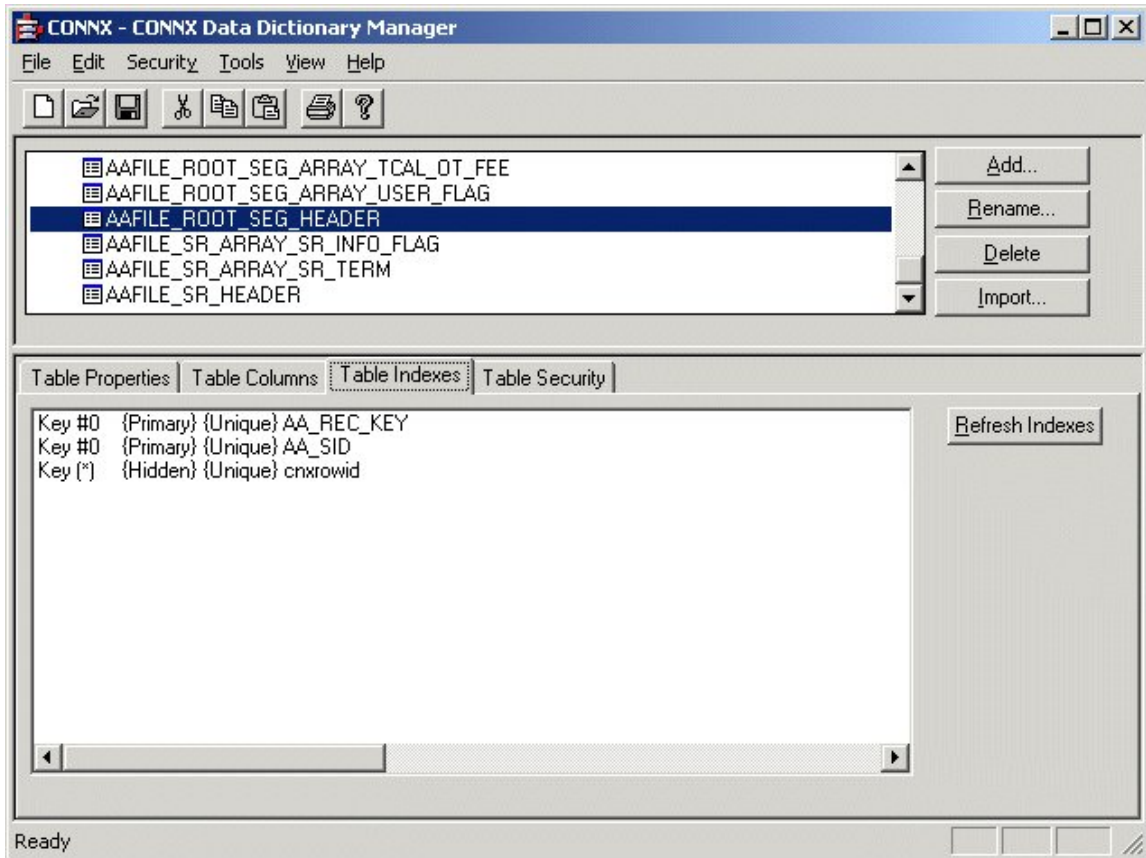 CONNX - CONNX Data Dictionary Manager
File Edit Security Tools View Help
AAFILE_ROOT_SEG_ARRAY_TCAL_OT_FEE
AAFILE_ROOT_SEG_ARRAY_USER_FLAG
AAFILE_ROOT_SEG_HEADER
AAFILE_SR_ARRAY_SR_INFO_FLAG
AAFILE_SR_ARRAY_SR_TERM
AAFILE_SR_HEADER
Add...
Rename...
Delete
Import...
Table Properties Table Columns Table Indexes Table Security
Key #0 {Primary} {Unique} AA_REC_KEY
Key #0 {Primary} {Unique} AA_SID
Key (*) {Hidden} {Unique} cnxrowid
Refresh Indexes
Ready